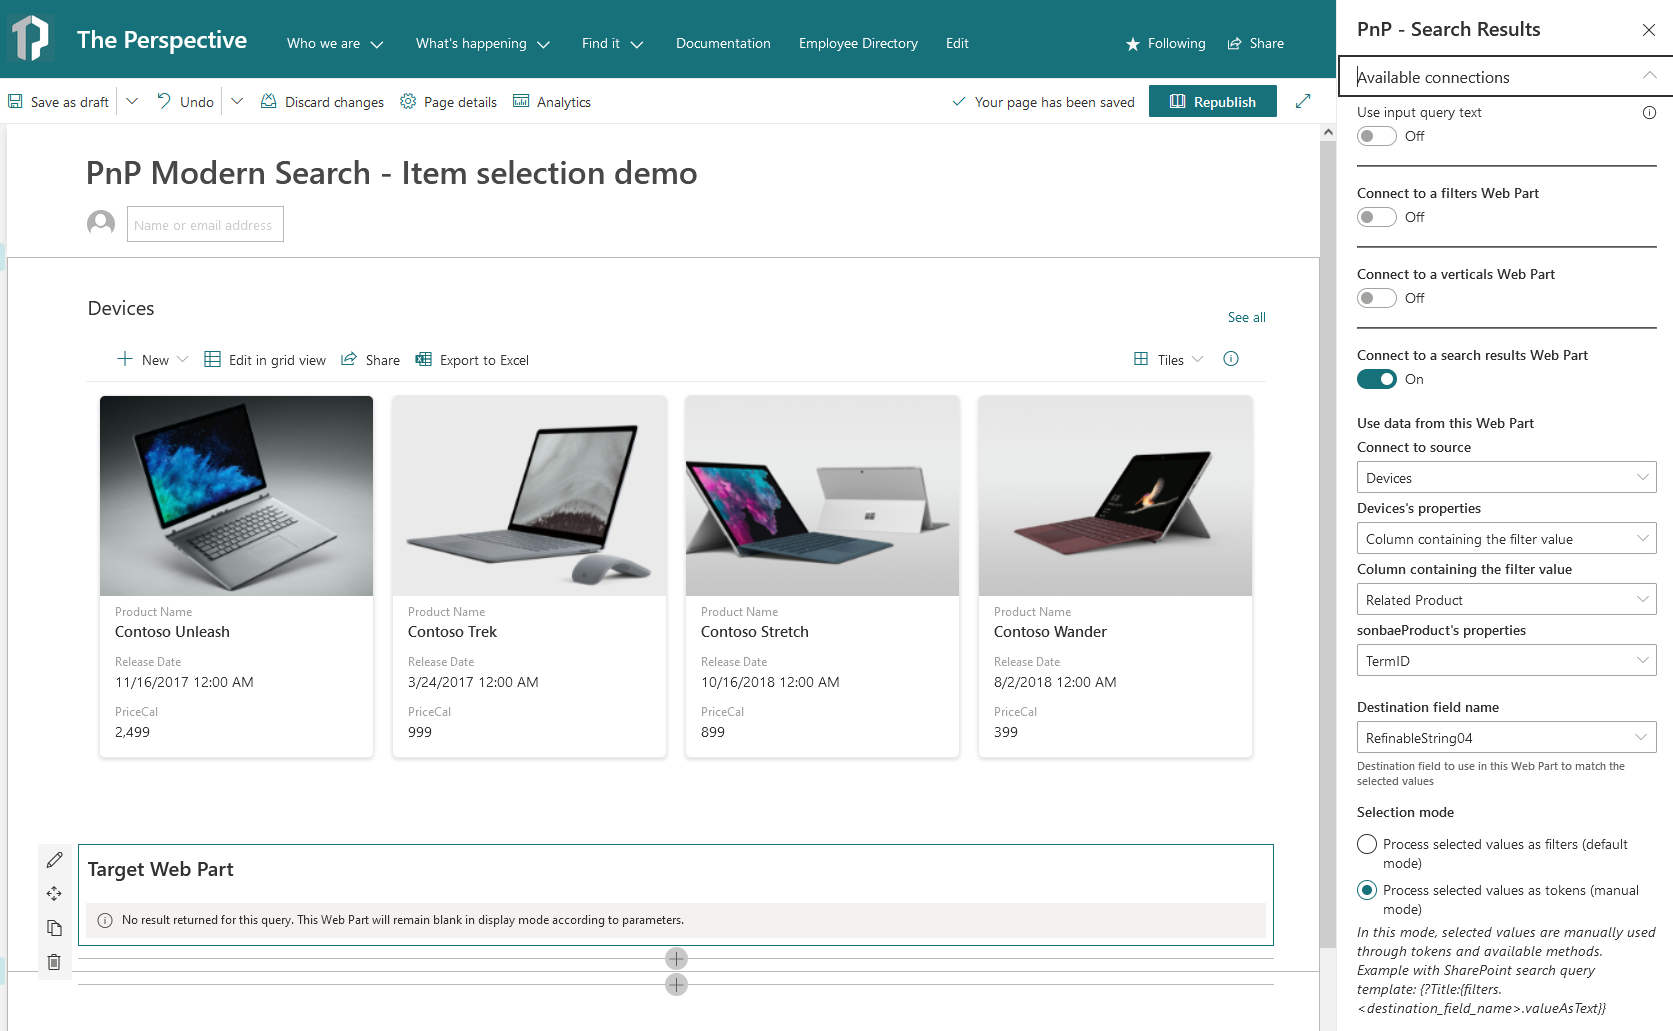 The Perspective
Who we are
What's happening
Find it
Documentation
Employee Directory
Edit
Following
Share
Save as draft
Undo
Discard changes
Page details
Analytics
Your page has been saved
Republish
PnP Modern Search - Item selection demo
Name or email address
Devices
See all
New
Edit in grid view
Share
Export to Excel
Tiles
Product Name
Contoso Unleash
Release Date
11/16/2017 12:00 AM
PriceCal
2,499
Product Name
Contoso Trek
Release Date
3/24/2017 12:00 AM
PriceCal
999
Product Name
Contoso Stretch
Release Date
10/16/2018 12:00 AM
PriceCal
899
Product Name
Contoso Wander
Release Date
8/2/2018 12:00 AM
PriceCal
399
Target Web Part
No result returned for this query. This Web Part will remain blank in display mode according to parameters.
PnP - Search Results
Available connections
Use input query text
Off
Connect to a filters Web Part
Off
Connect to a verticals Web Part
Off
Connect to a search results Web Part
On
Use data from this Web Part
Connect to source
Devices
Devices's properties
Column containing the filter value
Column containing the filter value
Related Product
sonbaeProduct's properties
TermID
Destination field name
RefinableString04
Destination field to use in this Web Part to match the
selected values
Selection mode
Process selected values as filters (default
mode)
Process selected values as tokens (manual
mode)
In this mode, selected values are manually used
through tokens and available methods.
Example with SharePoint search query
template: {?Title:{filters.
<destination_field_name>.valueAsText}}